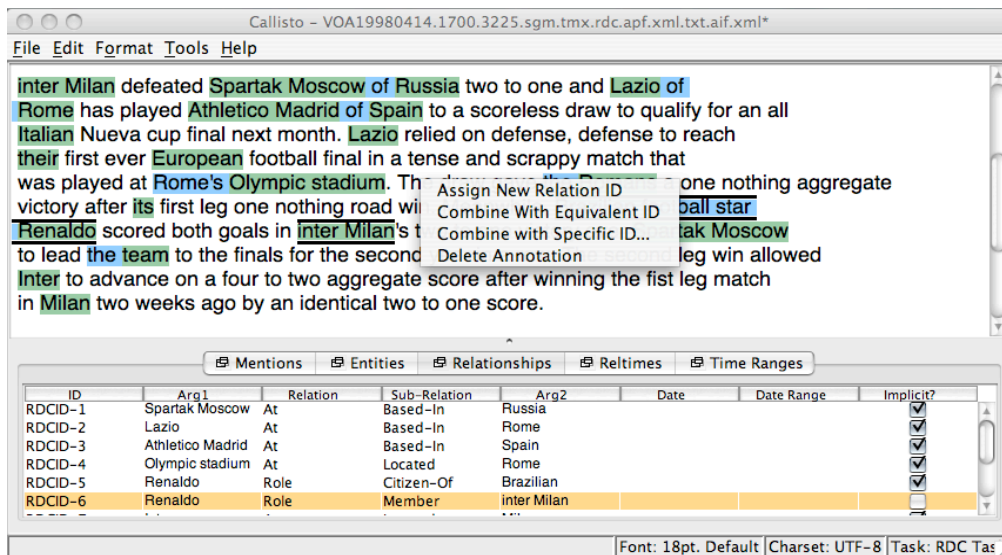 Callisto – VOA19980414.1700.3225.sgm.tmx.rdc.apf.xml.txt.aif.xml*
File Edit Format Tools Help
inter Milan defeated Spartak Moscow of Russia two to one and Lazio of
Rome has played Athletico Madrid of Spain to a scoreless draw to qualify for an all
Italian Nueva cup final next month. Lazio relied on defense, defense to reach
their first ever European football final in a tense and scrappy match that
was played at Rome's Olympic stadium. The a one nothing aggregate
victory after its first leg one nothing road ball star
Renaldo scored both goals in inter Milan's Moscow
to lead the team to the finals for the second leg win allowed
Inter to advance on a four to two aggregate score after winning the fist leg match
in Milan two weeks ago by an identical two to one score.
Assign New Relation ID
Combine With Equivalent ID
Combine with Specific ID...
Delete Annotation
Mentions Entities Relationships Reltimes Time Ranges
ID Arg1 Relation Sub-Relation Arg2 Date Date Range Implicit?
RDCID-1 Spartak Moscow At Based-In Russia
RDCID-2 Lazio At Based-In Rome
RDCID-3 Athletico Madrid At Based-In Spain
RDCID-4 Olympic stadium At Located Rome
RDCID-5 Renaldo Role Citizen-Of Brazilian
RDCID-6 Renaldo Role Member inter Milan
Font: 18pt. Default Charset: UTF-8 Task: RDC Tas